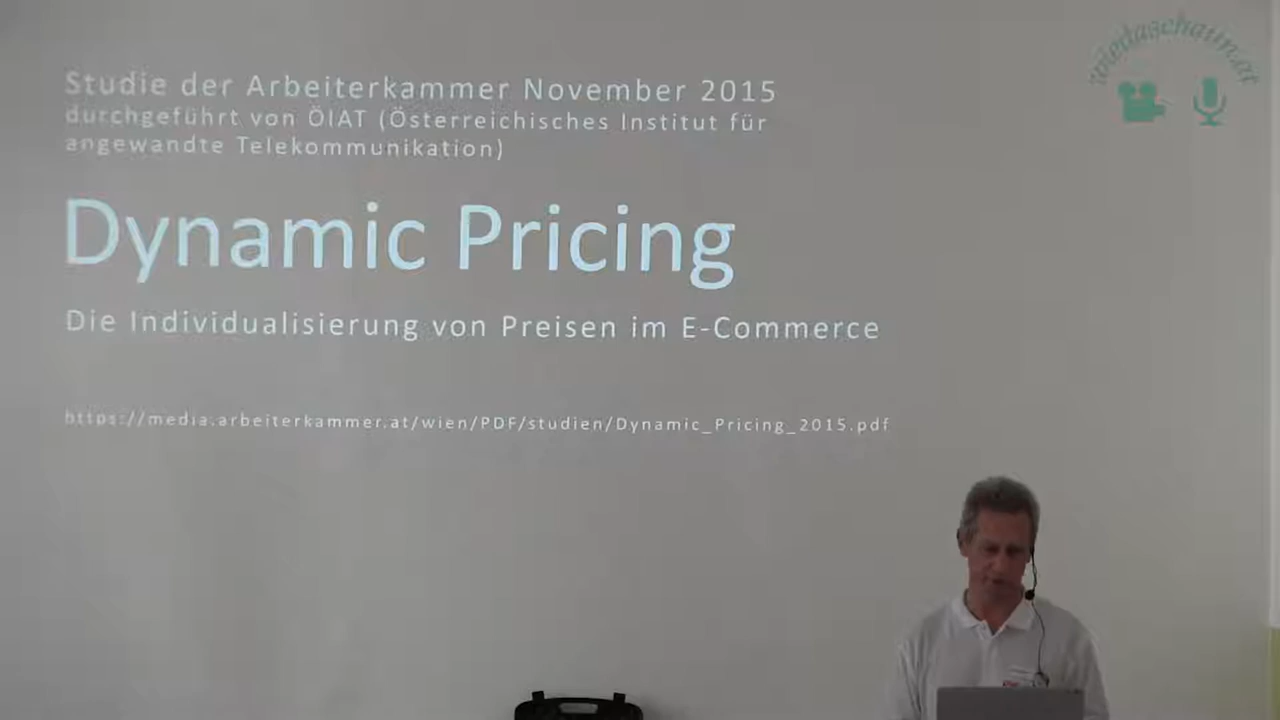 Studie der Arbeiterkammer November 2015
durchgeführt von ÖIAT (Österreichisches Institut für
angewandte Telekommunikation)
Dynamic Pricing
Die Individualisierung von Preisen im E-Commerce
https://media.arbeiterkammer.at/wien/PDF/studien/Dynamic_Pricing_2015.pdf